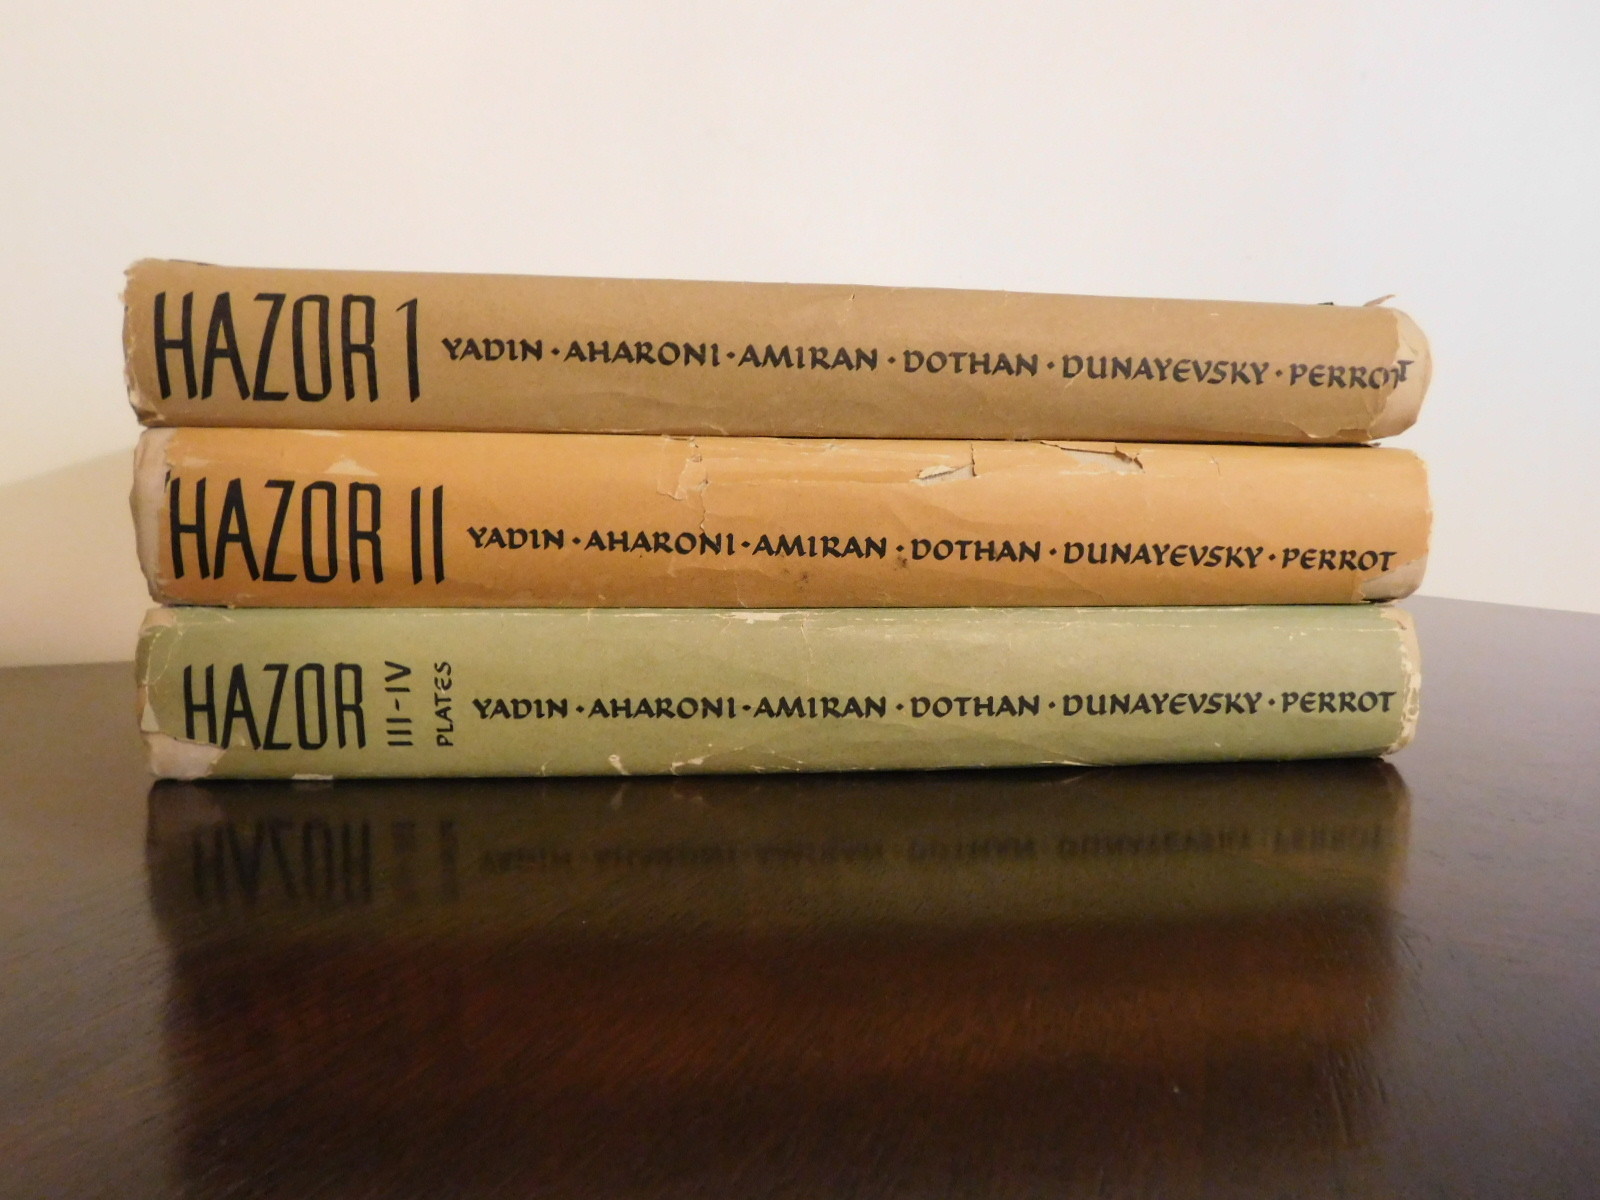 HAZOR I YADIN · AHARONI · AMIRAN · DOTHAN · DUNAYEVSKY · PERROT
HAZOR II YADIN · AHARONI · AMIRAN · DOTHAN · DUNAYEVSKY · PERROT
HAZOR III-IV PLATES YADIN · AHARONI · AMIRAN · DOTHAN · DUNAYEVSKY · PERROT